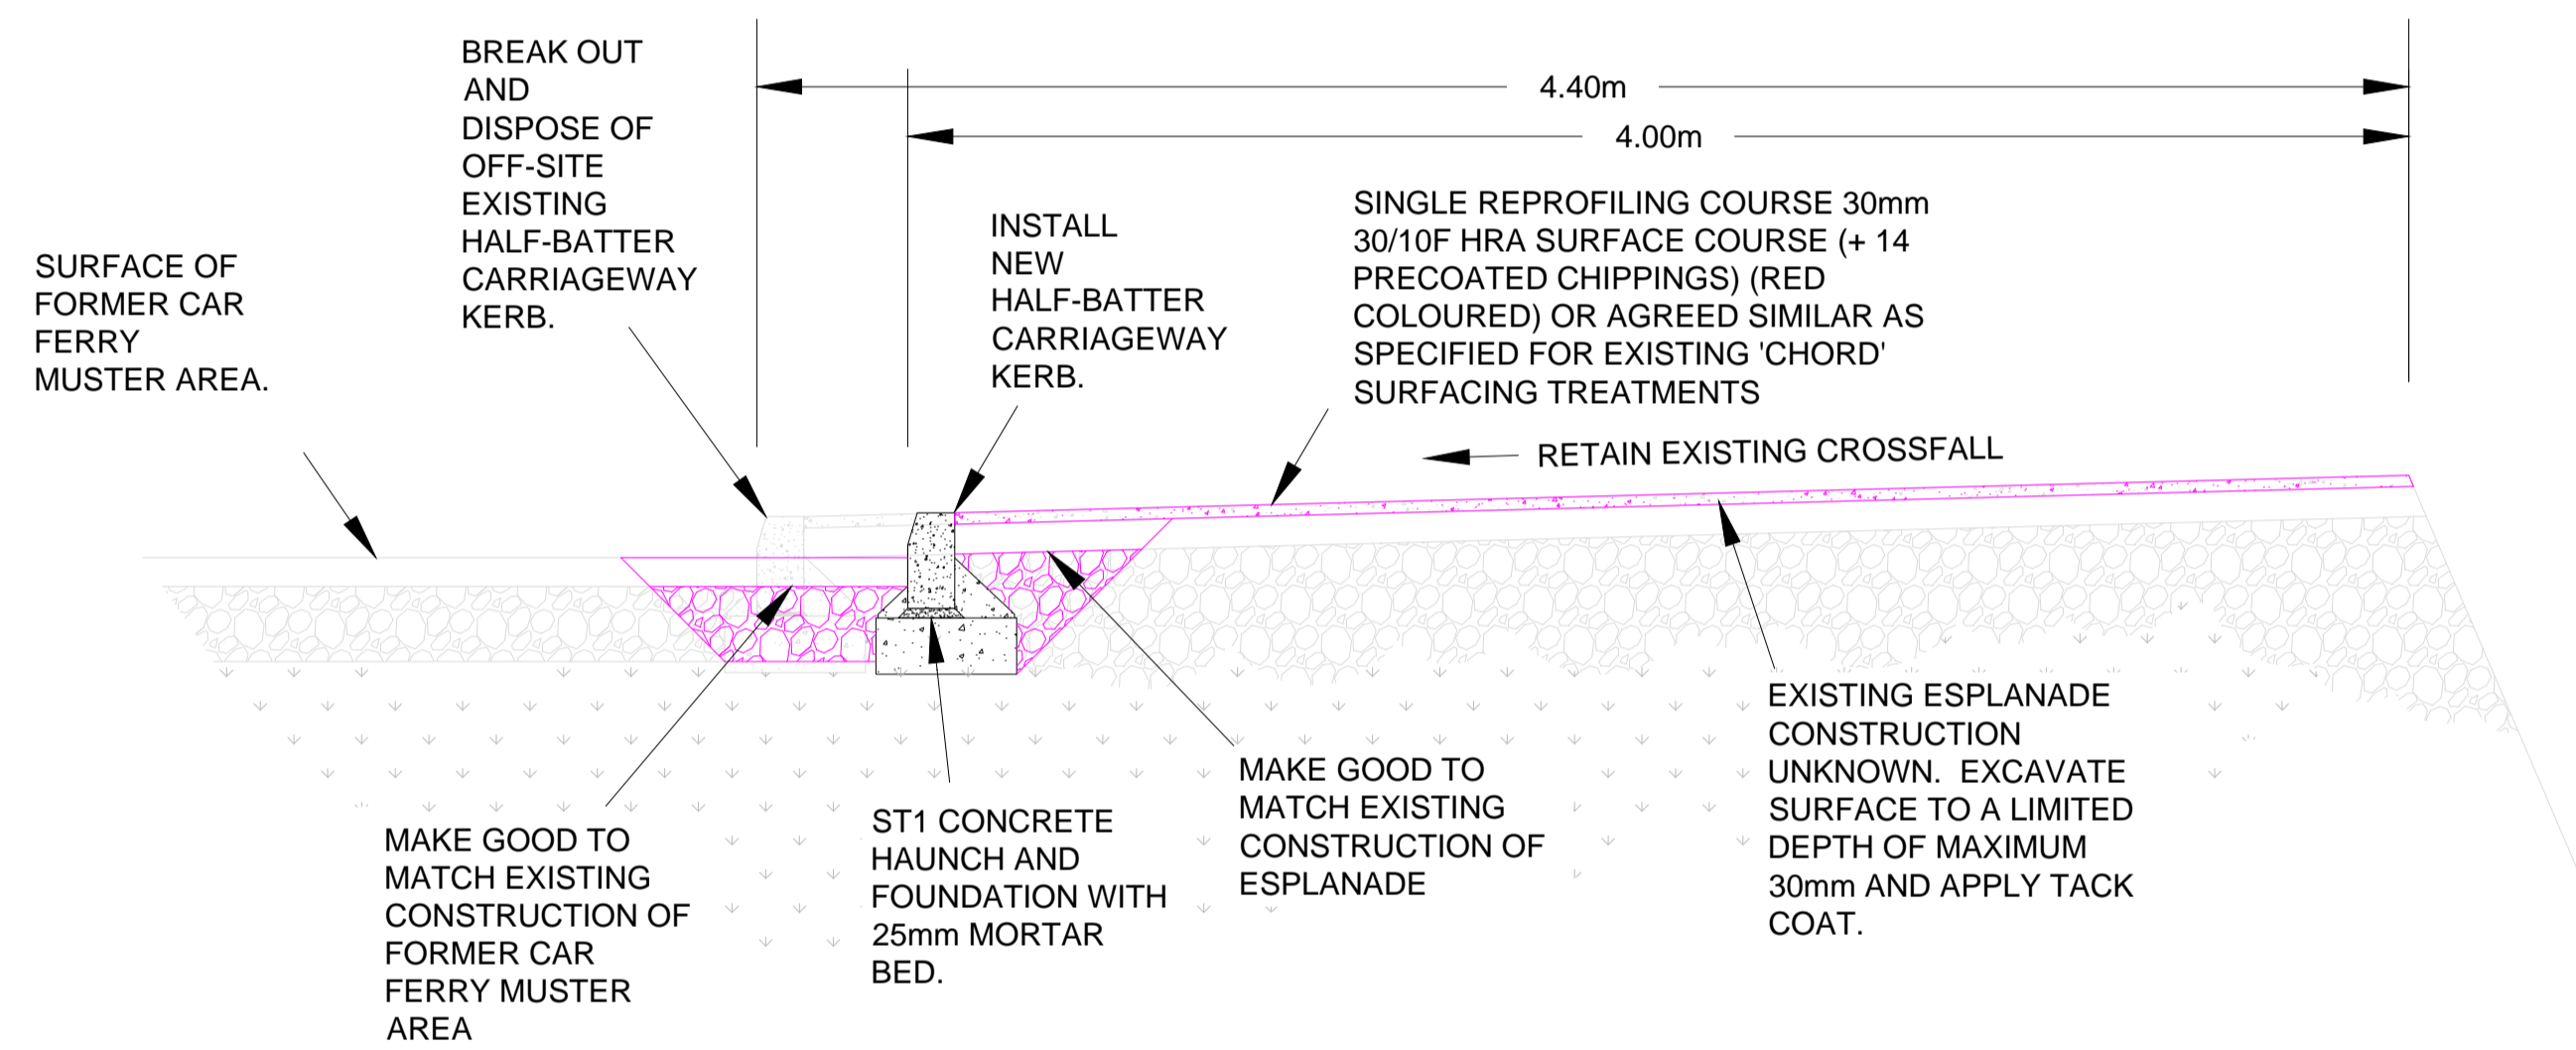 BREAK OUT
AND
DISPOSE OF
OFF-SITE
EXISTING
HALF-BATTER
CARRIAGEWAY
KERB.
4.40m
4.00m
SURFACE OF
FORMER CAR
FERRY
MUSTER AREA.
INSTALL
NEW
HALF-BATTER
CARRIAGEWAY
KERB.
SINGLE REPROFILING COURSE 30mm
30/10F HRA SURFACE COURSE (+ 14
PRECOATED CHIPPINGS) (RED
COLOURED) OR AGREED SIMILAR AS
SPECIFIED FOR EXISTING 'CHORD'
SURFACING TREATMENTS
RETAIN EXISTING CROSSFALL
MAKE GOOD TO
MATCH EXISTING
CONSTRUCTION OF
FORMER CAR
FERRY MUSTER
AREA
ST1 CONCRETE
HAUNCH AND
FOUNDATION WITH
25mm MORTAR
BED.
MAKE GOOD TO
MATCH EXISTING
CONSTRUCTION OF
ESPLANADE
EXISTING ESPLANADE
CONSTRUCTION
UNKNOWN.  EXCAVATE
SURFACE TO A LIMITED
DEPTH OF MAXIMUM
30mm AND APPLY TACK
COAT.